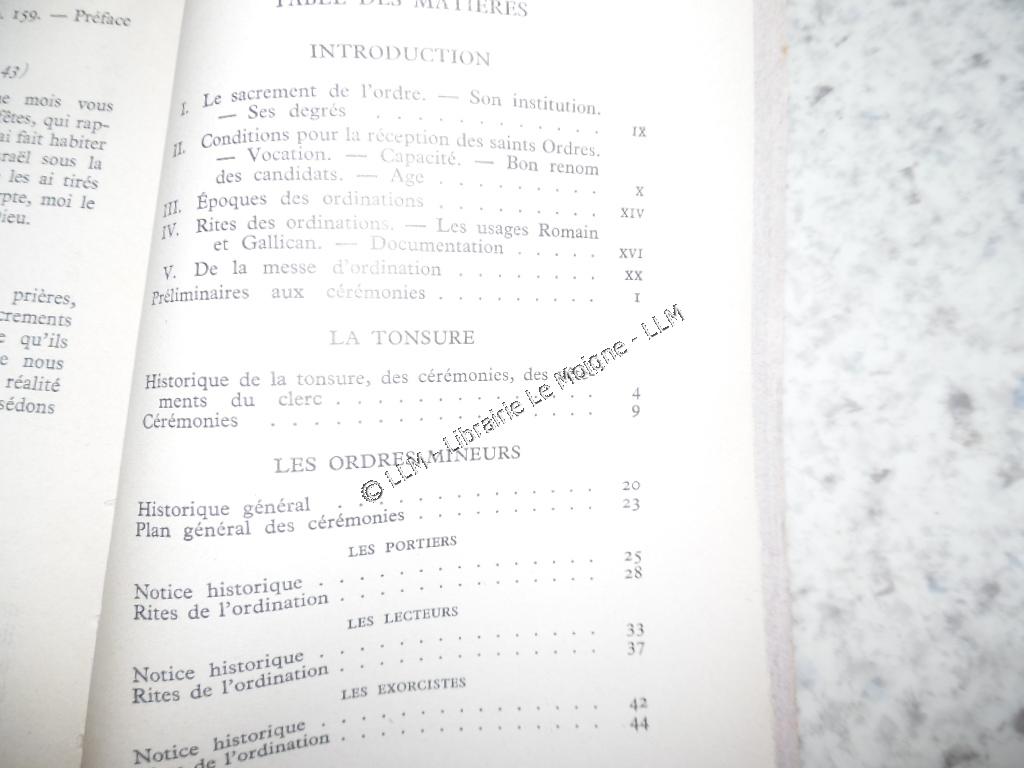 159. — Préface
43)
mois vous
fêtes, qui rap-
ai fait habiter
sraël sous la
les ai tirés
moi le
prières,
qu'ils
nous
réalité
TABLE DES MATIÈRES
INTRODUCTION
I. Le sacrement de l'ordre. — Son institution.
— Ses degrés . . . . . . . . . . . . IX
II. Conditions pour la réception des saints Ordres.
— Vocation. — Capacité. — Bon renom
des candidats. — Age . . . . . . . . . X
III. Époques des ordinations . . . . . . . . . XIV
IV. Rites des ordinations. — Les usages Romain
et Gallican. — Documentation . . . . . XVI
V. De la messe d'ordination . . . . . . . . XX
Préliminaires aux cérémonies . . . . . . . . . I
LA TONSURE
Historique de la tonsure, des cérémonies, des
ments du clerc . . . . . . . . . . . . . 4
Cérémonies . . . . . . . . . . . . . . . . 9
LES ORDRES MINEURS
Historique général . . . . . . . . . . . . . 20
Plan général des cérémonies . . . . . . . . . 23
LES PORTIERS
Notice historique . . . . . . . . . . . . . . 25
Rites de l'ordination . . . . . . . . . . . . . 28
LES LECTEURS
Notice historique . . . . . . . . . . . . . . 33
Rites de l'ordination . . . . . . . . . . . . . 37
LES EXORCISTES
Notice historique . . . . . . . . . . . . . . 42
de l'ordination . . . . . . . . . . . . . 44
© LLM - Librairie Le Moigne - LLM